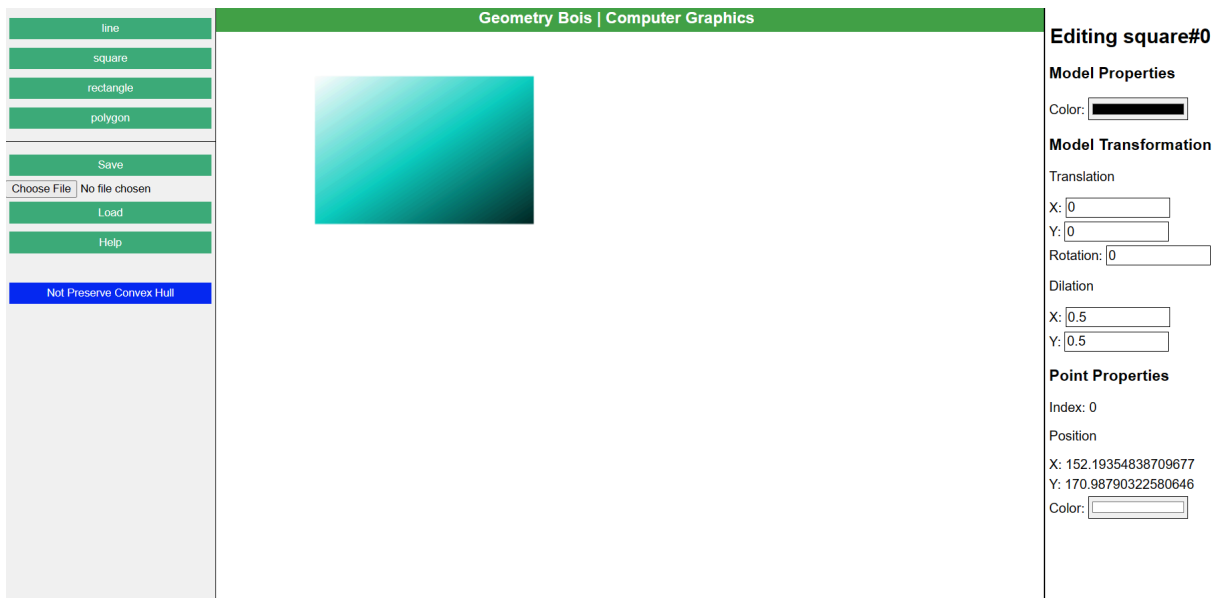 line
square
rectangle
polygon
Save
Choose File No file chosen
Load
Help
Not Preserve Convex Hull
Geometry Bois | Computer Graphics
Editing square#0
Model Properties
Color:
Model Transformation
Translation
X: 0
Y: 0
Rotation: 0
Dilation
X: 0.5
Y: 0.5
Point Properties
Index: 0
Position
X: 152.19354838709677
Y: 170.98790322580646
Color: